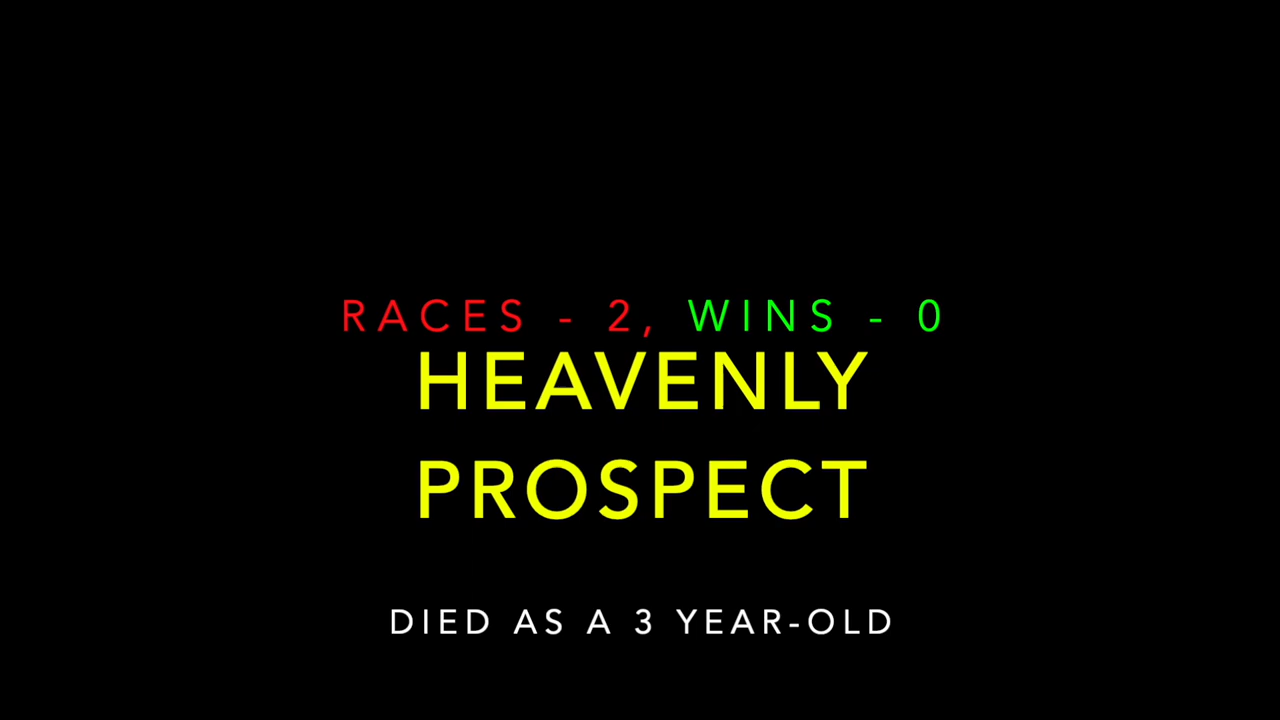 RACES - 2, WINS - 0
HEAVENLY
PROSPECT
DIED AS A 3 YEAR-OLD